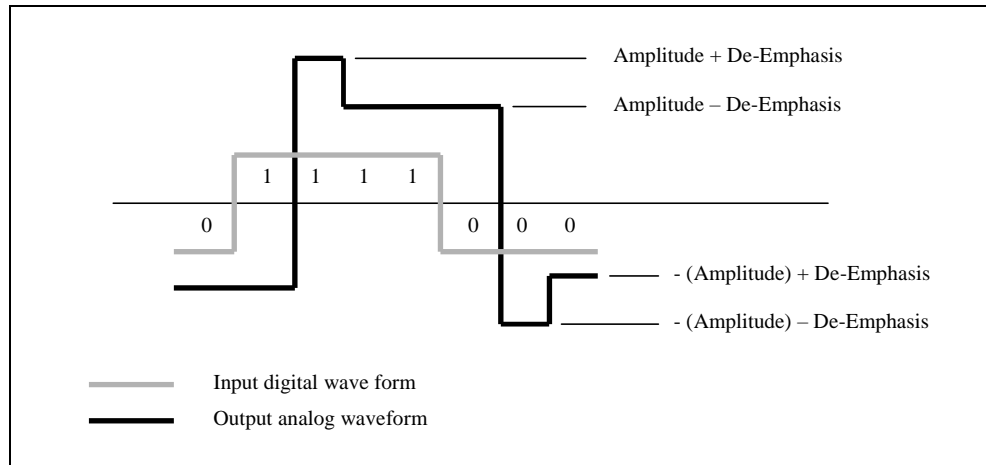 Amplitude + De-Emphasis
Amplitude – De-Emphasis
1 1 1 1
0 0 0 0
- (Amplitude) + De-Emphasis
- (Amplitude) – De-Emphasis
Input digital wave form
Output analog waveform